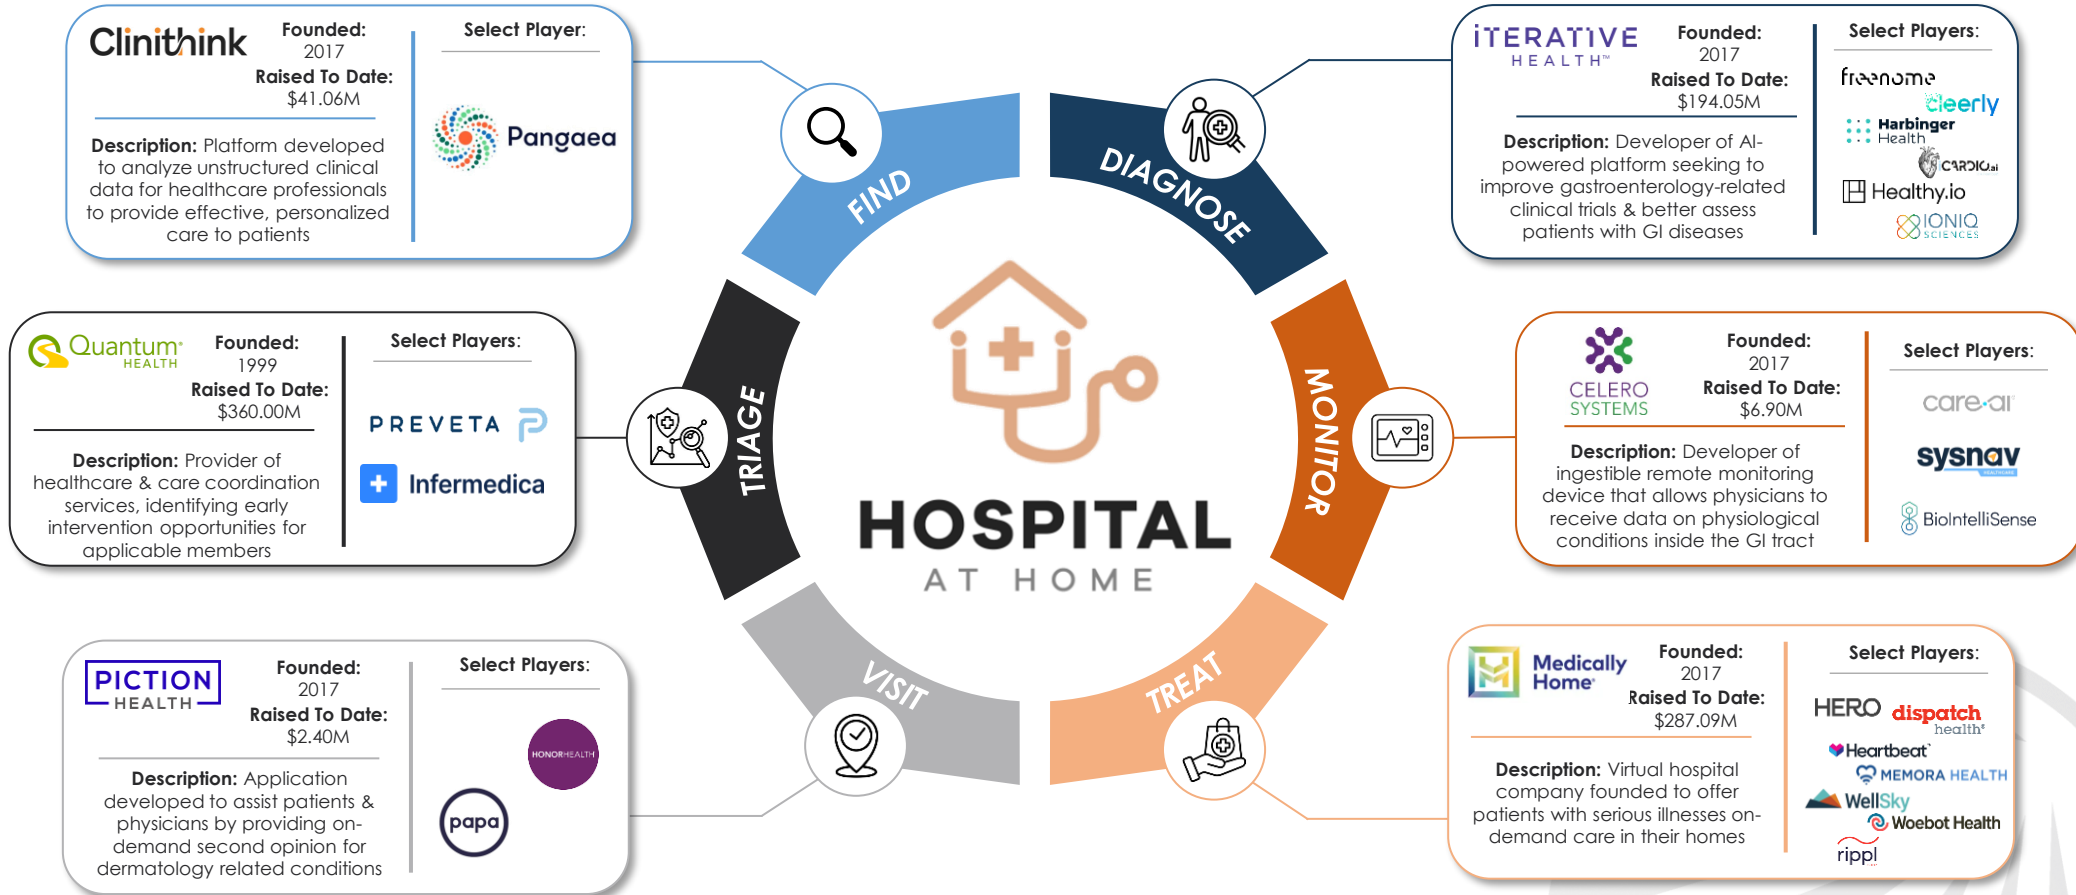 Clinithink
Founded:
2017
Raised To Date:
$41.06M
Description: Platform developed
to analyze unstructured clinical
data for healthcare professionals
to provide effective, personalized
care to patients
Select Player:
Pangaea
FIND
Quantum
HEALTH
Founded:
1999
Raised To Date:
$360.00M
Description: Provider of
healthcare & care coordination
services, identifying early
intervention opportunities for
applicable members
Select Players:
PREVETA
Infermedica
TRIAGE
PICTION
HEALTH
Founded:
2017
Raised To Date:
$2.40M
Description: Application
developed to assist patients &
physicians by providing on-
demand second opinion for
dermatology related conditions
Select Players:
HONORHEALTH
papa
VISIT
HOSPITAL
AT HOME
DIAGNOSE
iTERATiVE
HEALTH™
Founded:
2017
Raised To Date:
$194.05M
Description: Developer of AI-
powered platform seeking to
improve gastroenterology-related
clinical trials & better assess
patients with GI diseases
Select Players:
freenome
cleerly
Harbinger
Health
iCARDIO.ai
Healthy.io
IONIQ
SCIENCES
MONITOR
CELERO
SYSTEMS
Founded:
2017
Raised To Date:
$6.90M
Description: Developer of
ingestible remote monitoring
device that allows physicians to
receive data on physiological
conditions inside the GI tract
Select Players:
care.ai
sysnav
HEALTHCARE
BioIntelliSense
TREAT
Medically
Home
Founded:
2017
Raised To Date:
$287.09M
Description: Virtual hospital
company founded to offer
patients with serious illnesses on-
demand care in their homes
Select Players:
HERO
dispatch
health
Heartbeat
MEMORA HEALTH
WellSky
Woebot Health
rippl